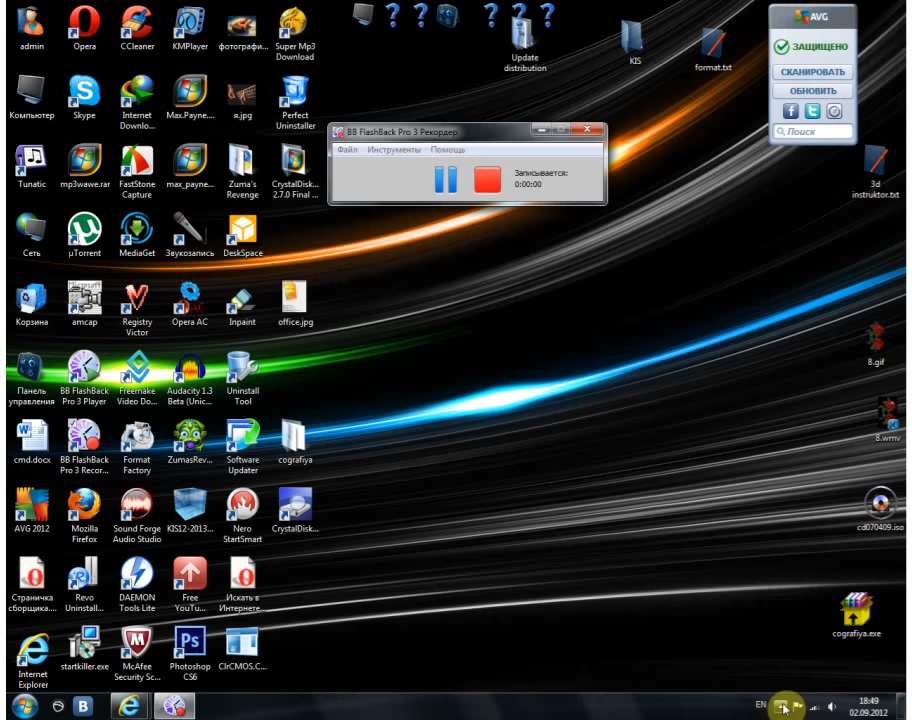 admin
Opera
CCleaner
KMPlayer
фотографи...
Super Mp3
Download
Update
distribution
KIS
format.txt
AVG
ЗАЩИЩЕНО
СКАНИРОВАТЬ
ОБНОВИТЬ
Поиск
Компьютер
Skype
Internet
Downlo...
Max.Payne....
я.jpg
Perfect
Uninstaller
BB FlashBack Pro 3 Рекордер
Файл Инструменты Помощь
Записывается:
0:00:00
Tunatic
mp3wave.rar
FastStone
Capture
max_payne...
Zuma's
Revenge
CrystalDisk...
2.7.0 Final ...
3d
instruktor.txt
Сеть
µTorrent
MediaGet
Звукозапись
DeskSpace
Корзина
Microsoft
amcap
Registry
Victor
Opera AC
Inpaint
office.jpg
8.gif
Панель
управления
BB FlashBack
Pro 3 Player
Freemake
Video Do...
Audacity 1.3
Beta (Unic...
Uninstall
Tool
cmd.docx
BB FlashBack
Pro 3 Recor...
Format
Factory
ZumasRev...
Software
Updater
cografiya
8.wmv
AVG 2012
Mozilla
Firefox
Sound Forge
Audio Studio
KIS12-2013...
Nero
StartSmart
CrystalDisk...
cd070409.iso
Страничка
сборщика....
Revo
Uninstall...
DAEMON
Tools Lite
Free
YouTu...
Искать в
Интернете...
cografiya.exe
Internet
Explorer
startkiller.exe
McAfee
Security Sc...
Ps
Photoshop
CS6
ClrCMOS.C...
EN
18:49
02.09.2012